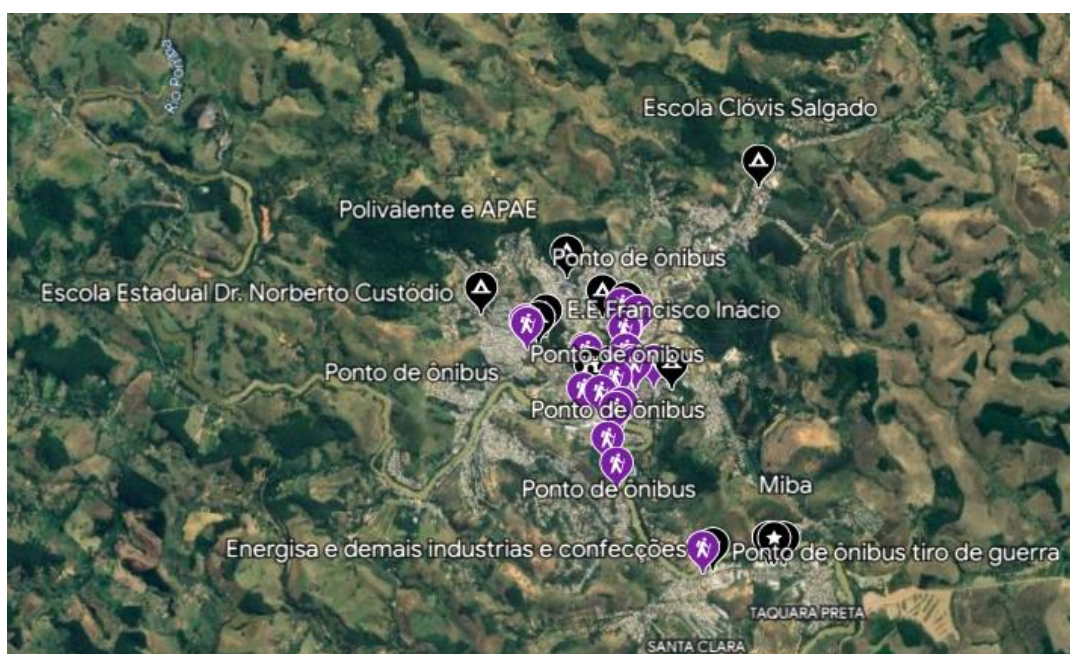 Rio Pomba
Escola Clóvis Salgado
Polivalente e APAE
Ponto de ônibus
Escola Estadual Dr. Norberto Custódio
E.E.Francisco Inácio
Ponto de ônibus
Ponto de ônibus
Ponto de ônibus
Ponto de ônibus
Miba
Energisa e demais industrias e confecções
Ponto de ônibus tiro de guerra
TAQUARA PRETA
SANTA CLARA